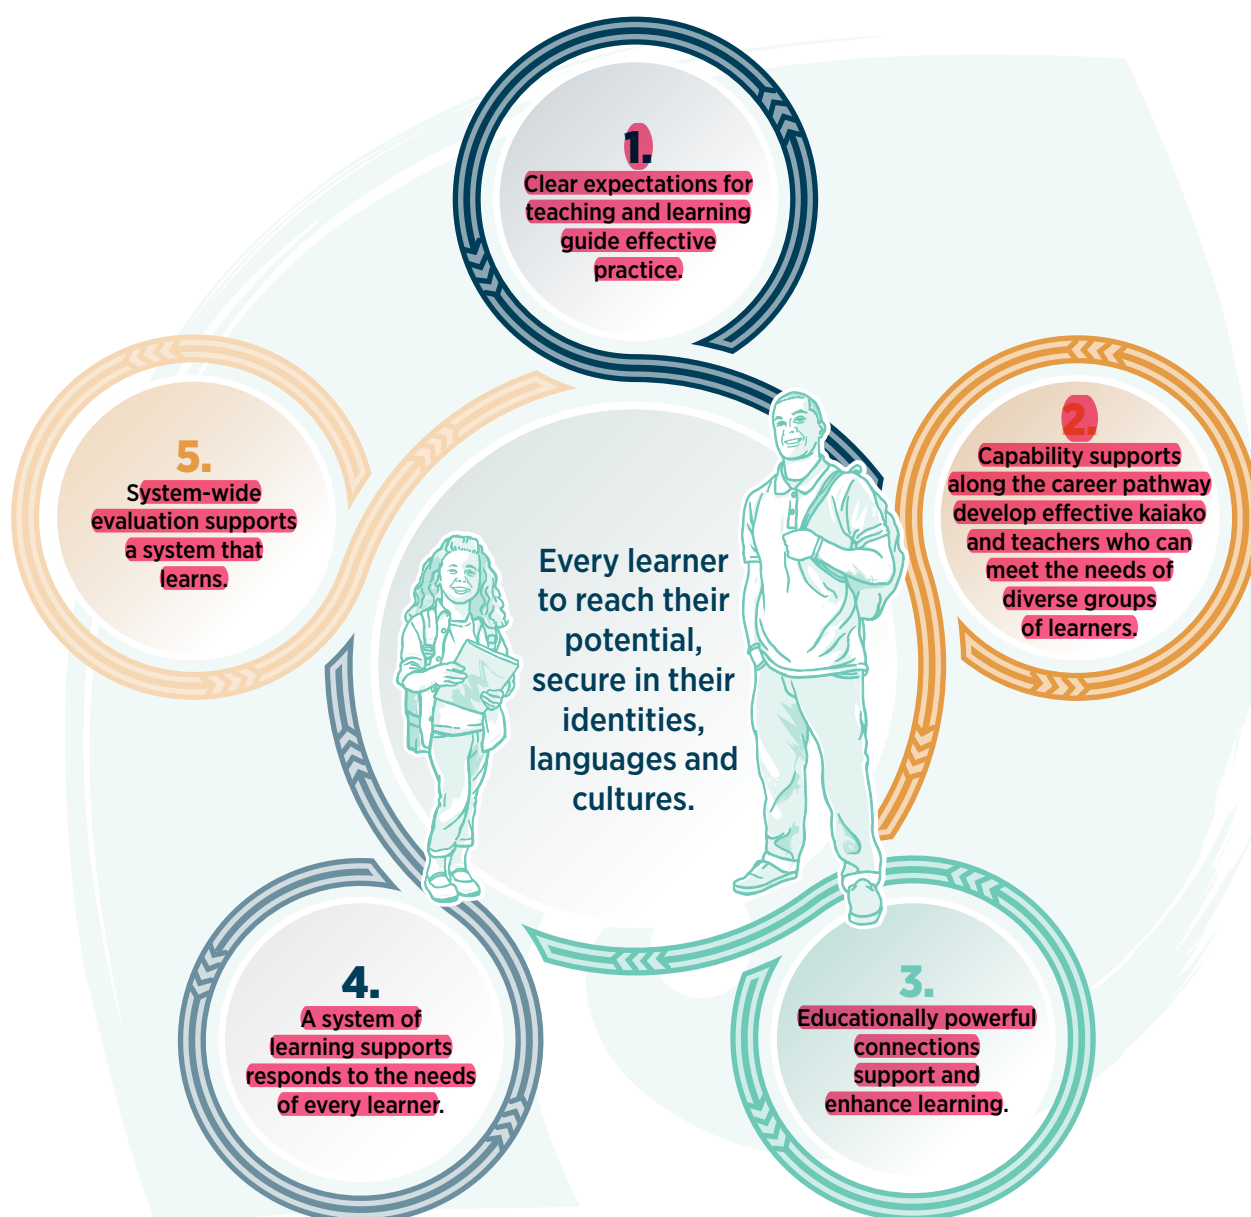 1.
Clear expectations for
teaching and learning
guide effective
practice.
2.
Capability supports
along the career pathway
develop effective kaiako
and teachers who can
meet the needs of
diverse groups
of learners.
3.
Educationally powerful
connections
support and
enhance learning.
4.
A system of
learning supports
responds to the needs
of every learner.
5.
System-wide
evaluation supports
a system that
learns.
Every learner
to reach their
potential,
secure in their
identities,
languages and
cultures.